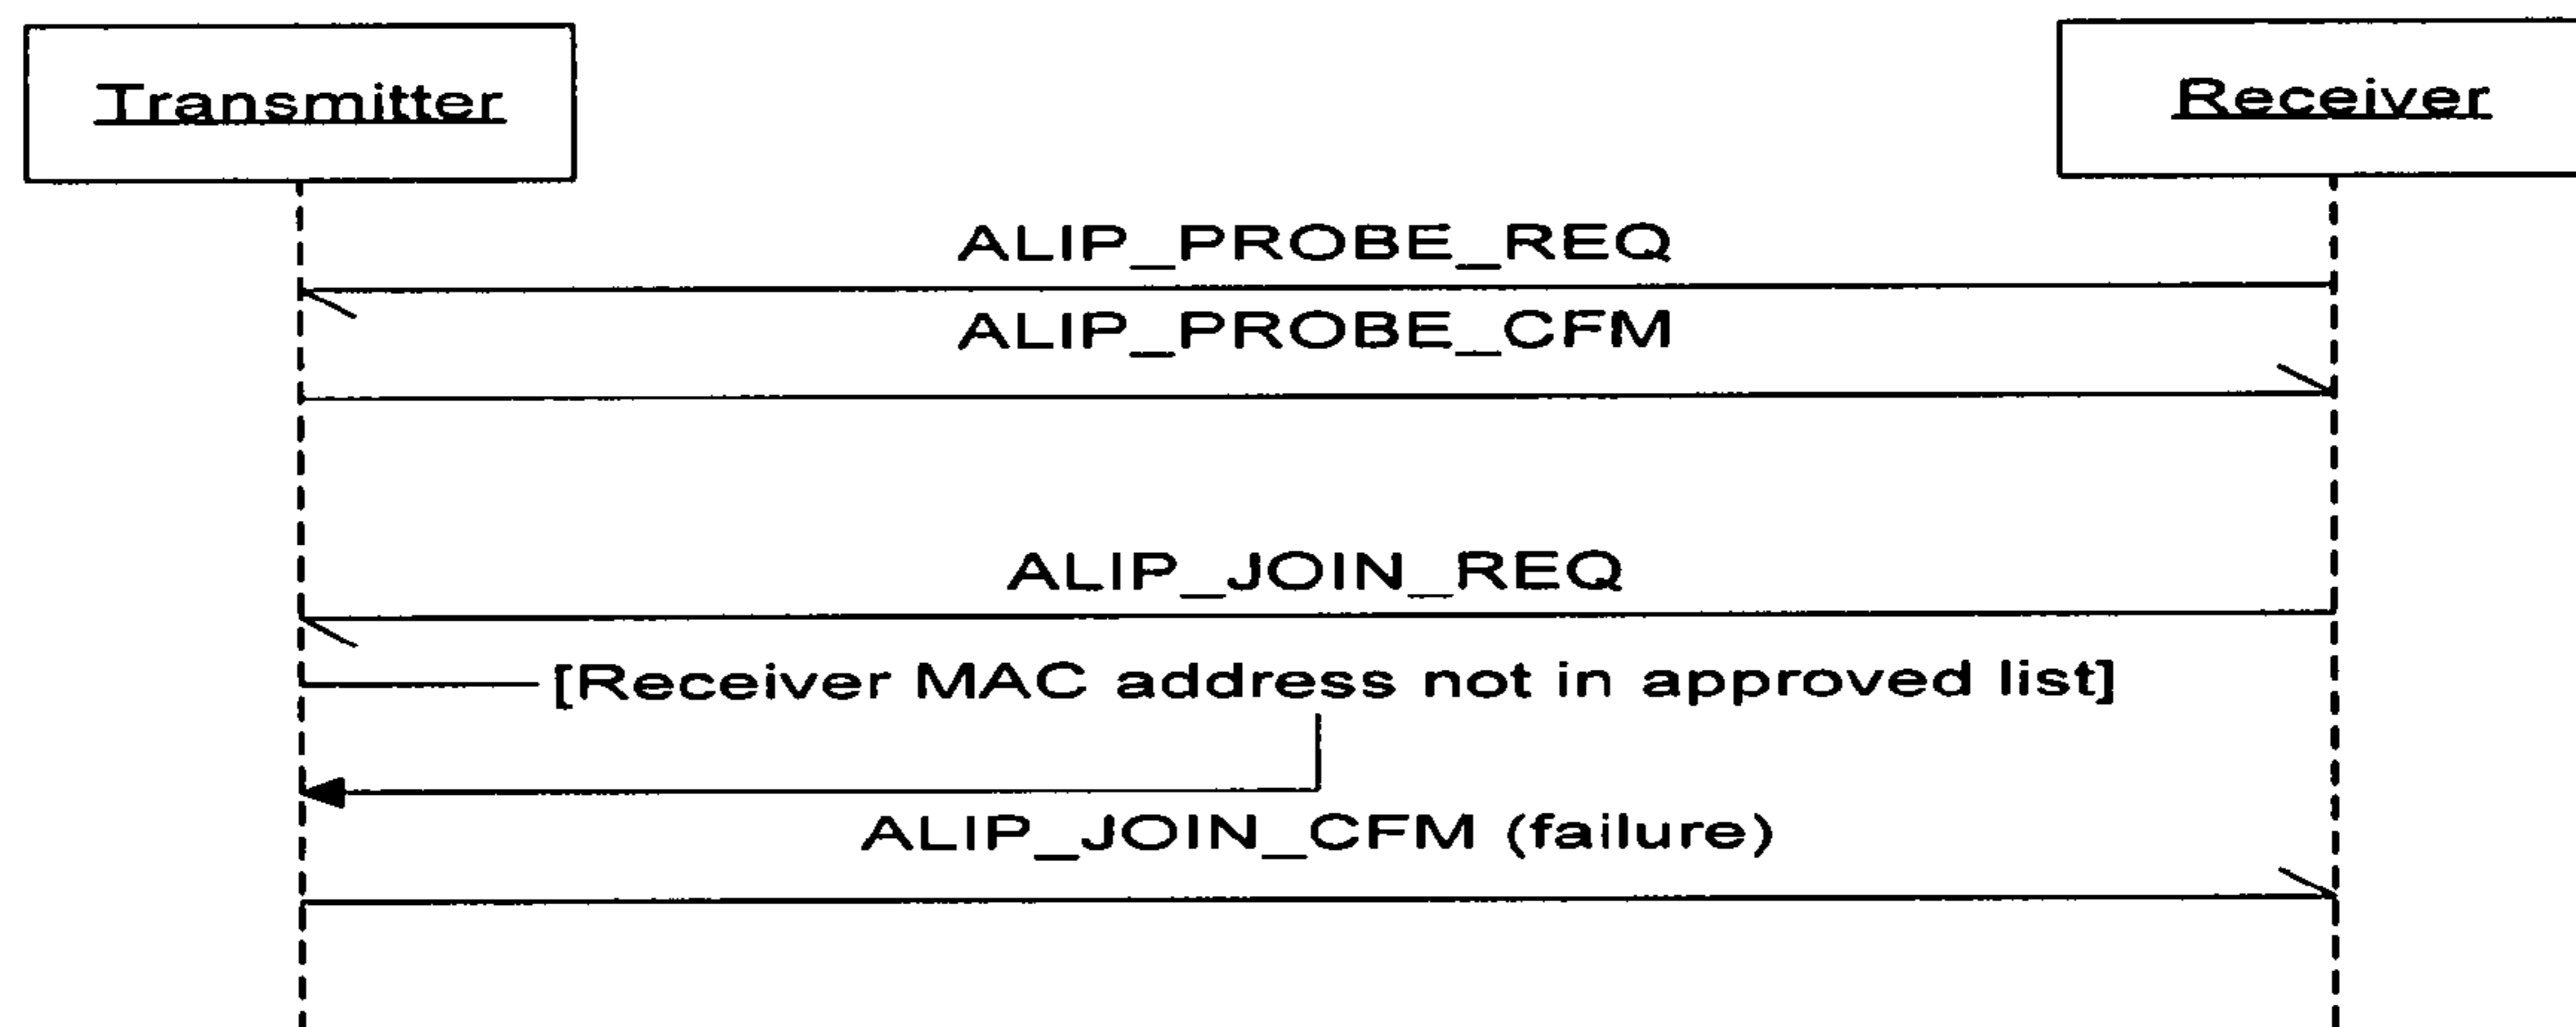 Transmitter
Receiver
ALIP_PROBE_REQ
ALIP_PROBE_CFM
ALIP_JOIN_REQ
[Receiver MAC address not in approved list]
ALIP_JOIN_CFM (failure)